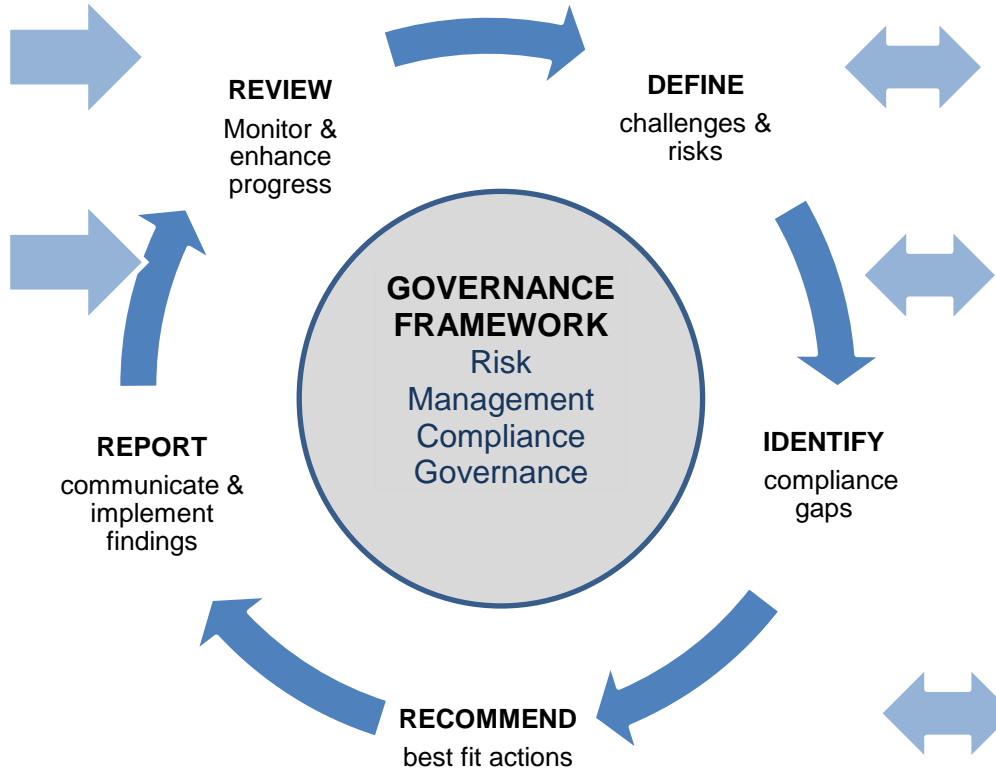 REVIEW
Monitor &
enhance
progress
DEFINE
challenges &
risks
GOVERNANCE
FRAMEWORK
Risk
Management
Compliance
Governance
IDENTIFY
compliance
gaps
REPORT
communicate &
implement
findings
RECOMMEND
best fit actions